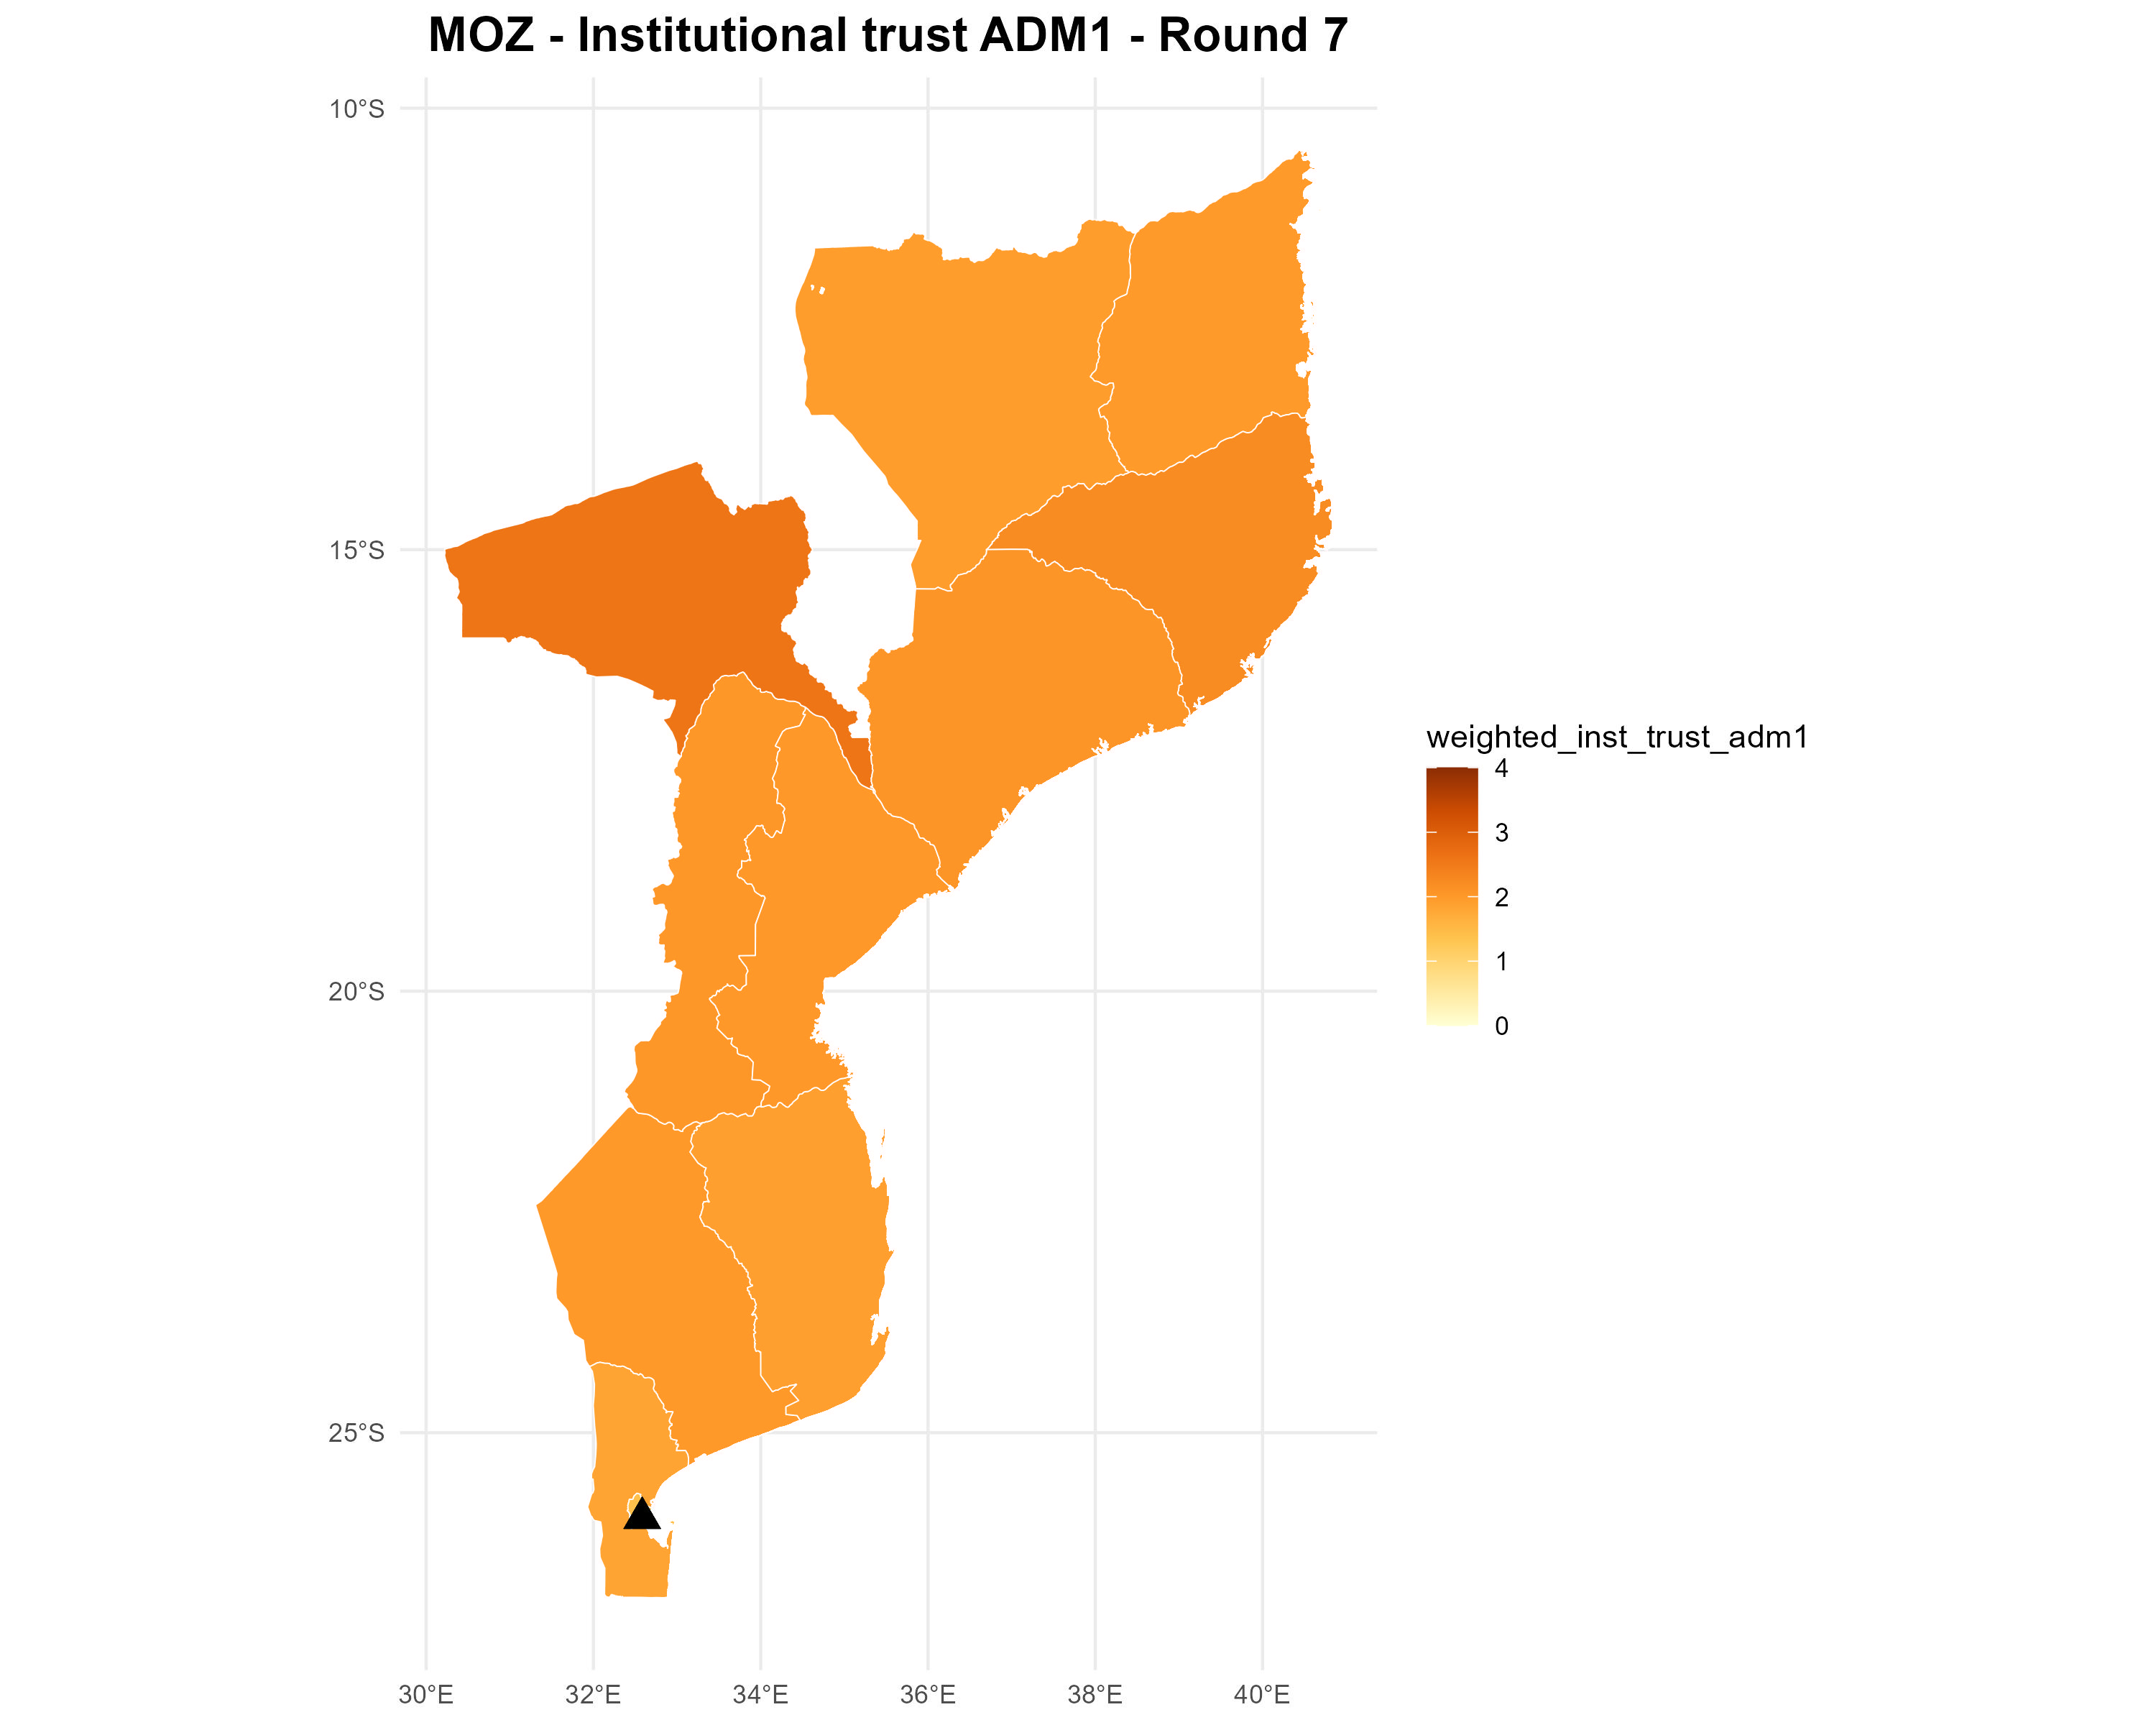 MOZ - Institutional trust ADM1 - Round 7
10°S
15°S
20°S
25°S
30°E 32°E 34°E 36°E 38°E 40°E
weighted_inst_trust_adm1
4
3
2
1
0